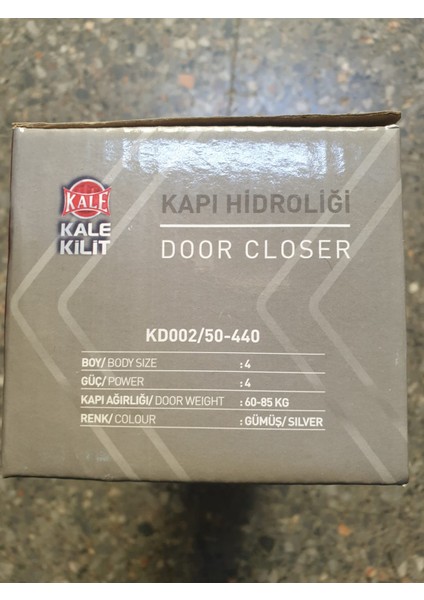 KALE
KALE
KİLİT
KAPI HİDROLİĞİ
DOOR CLOSER
KD002/50-440
BOY/ BODY SIZE : 4
GÜÇ/ POWER : 4
KAPI AĞIRLIĞI/ DOOR WEIGHT : 60-85 KG
RENK/ COLOUR : GÜMÜŞ/ SILVER